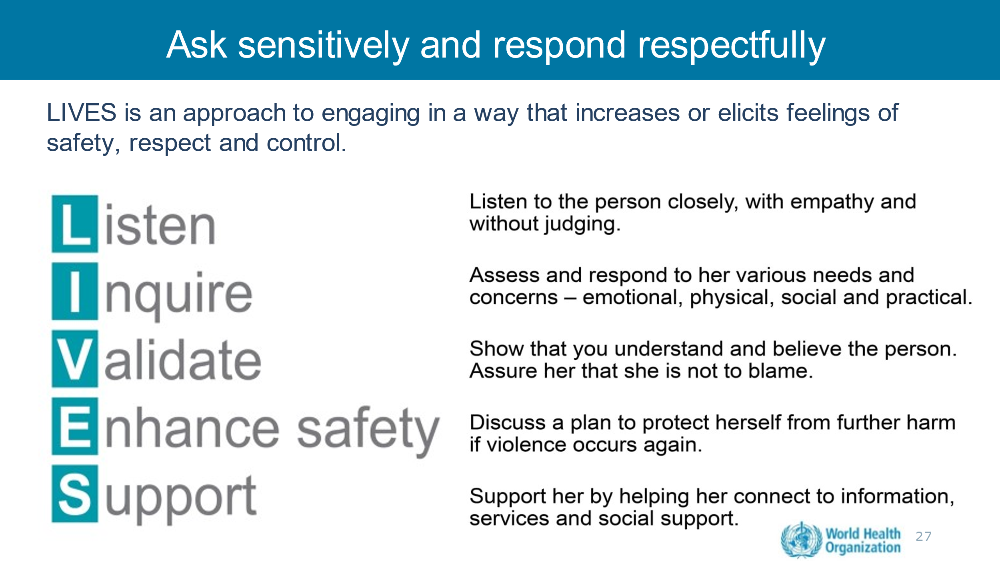 Ask sensitively and respond respectfully
LIVES is an approach to engaging in a way that increases or elicits feelings of
safety, respect and control.
Listen
Listen to the person closely, with empathy and
without judging.
Inquire
Assess and respond to her various needs and
concerns – emotional, physical, social and practical.
Validate
Show that you understand and believe the person.
Assure her that she is not to blame.
Enhance safety
Discuss a plan to protect herself from further harm
if violence occurs again.
Support
Support her by helping her connect to information,
services and social support.
World Health
Organization
27